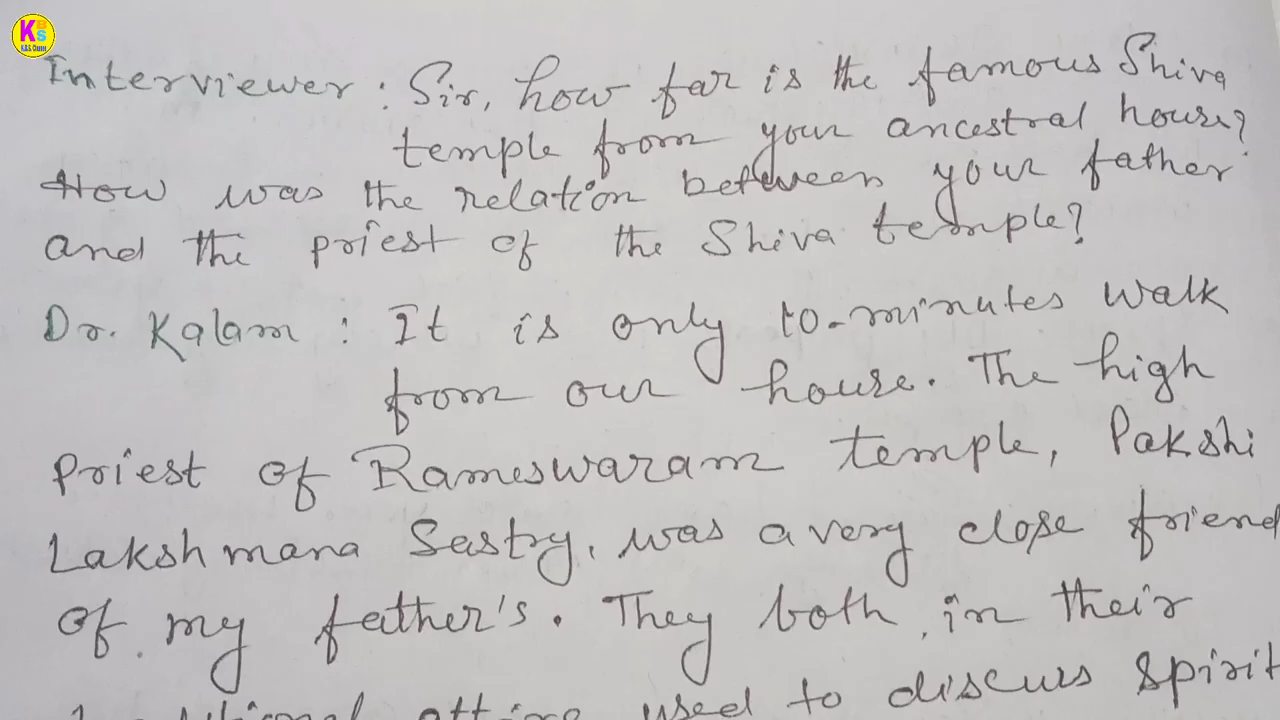 KBS
K&S Cluru
Interviewer : Sir, how far is the famous Shiva
temple from your ancestral house?
How was the relation between your father
and the priest of the Shiva temple?
Dr. Kalam : It is only 10-minutes walk
from our house. The high
priest of Rameswaram temple, Pakshi
Lakshmana Sastry, was a very close friend
of my father's. They both, in their
used to discuss spirit